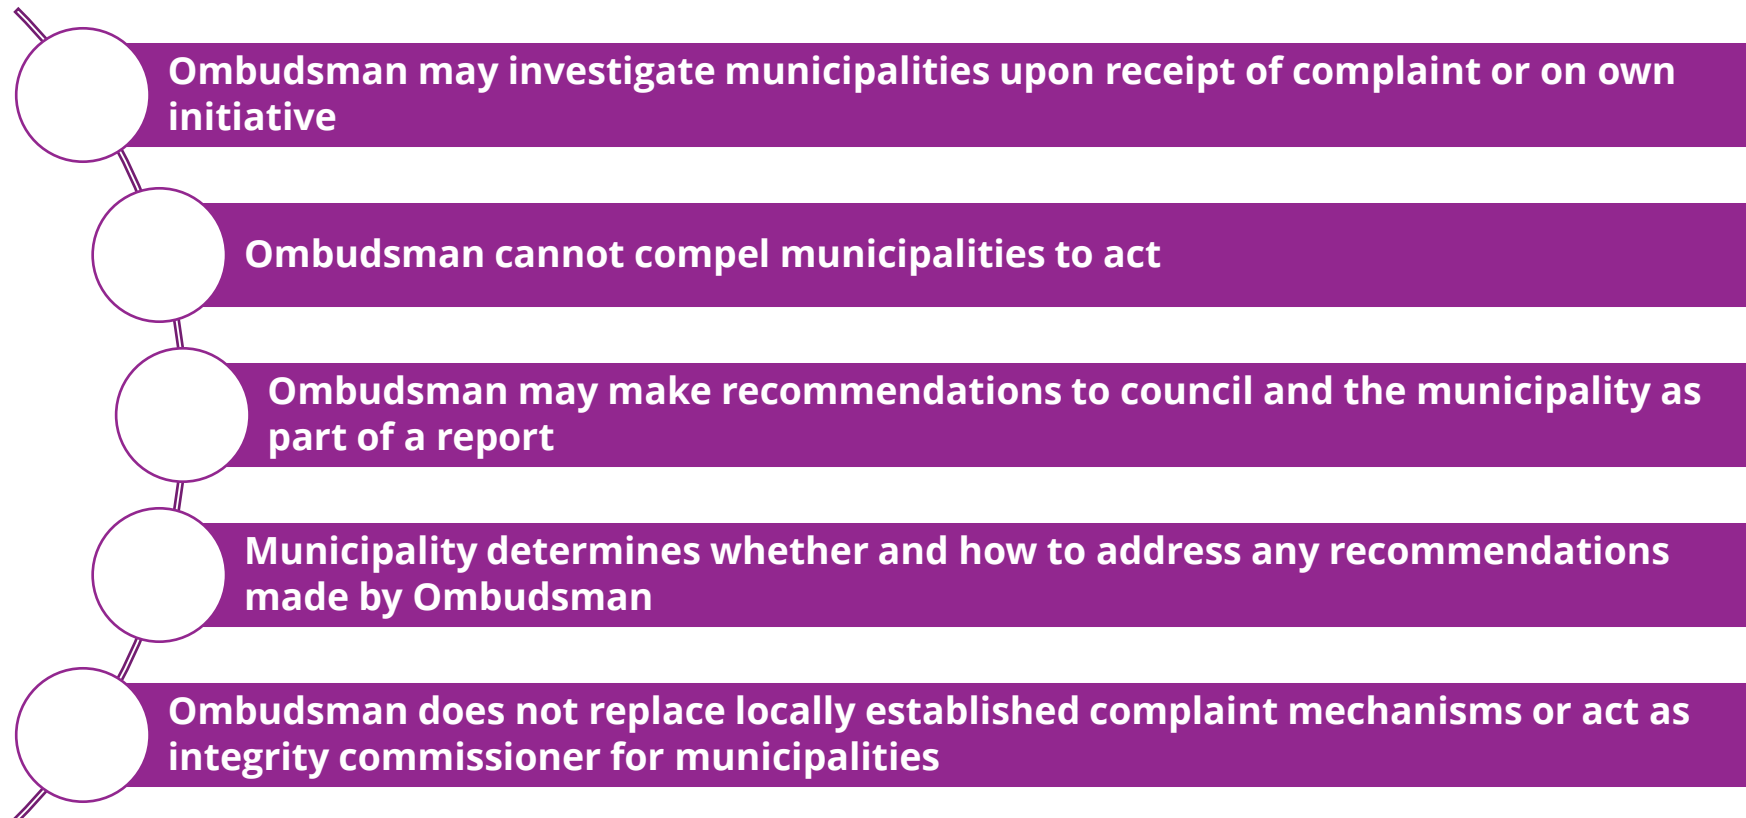 Ombudsman may investigate municipalities upon receipt of complaint or on own
initiative
Ombudsman cannot compel municipalities to act
Ombudsman may make recommendations to council and the municipality as
part of a report
Municipality determines whether and how to address any recommendations
made by Ombudsman
Ombudsman does not replace locally established complaint mechanisms or act as
integrity commissioner for municipalities